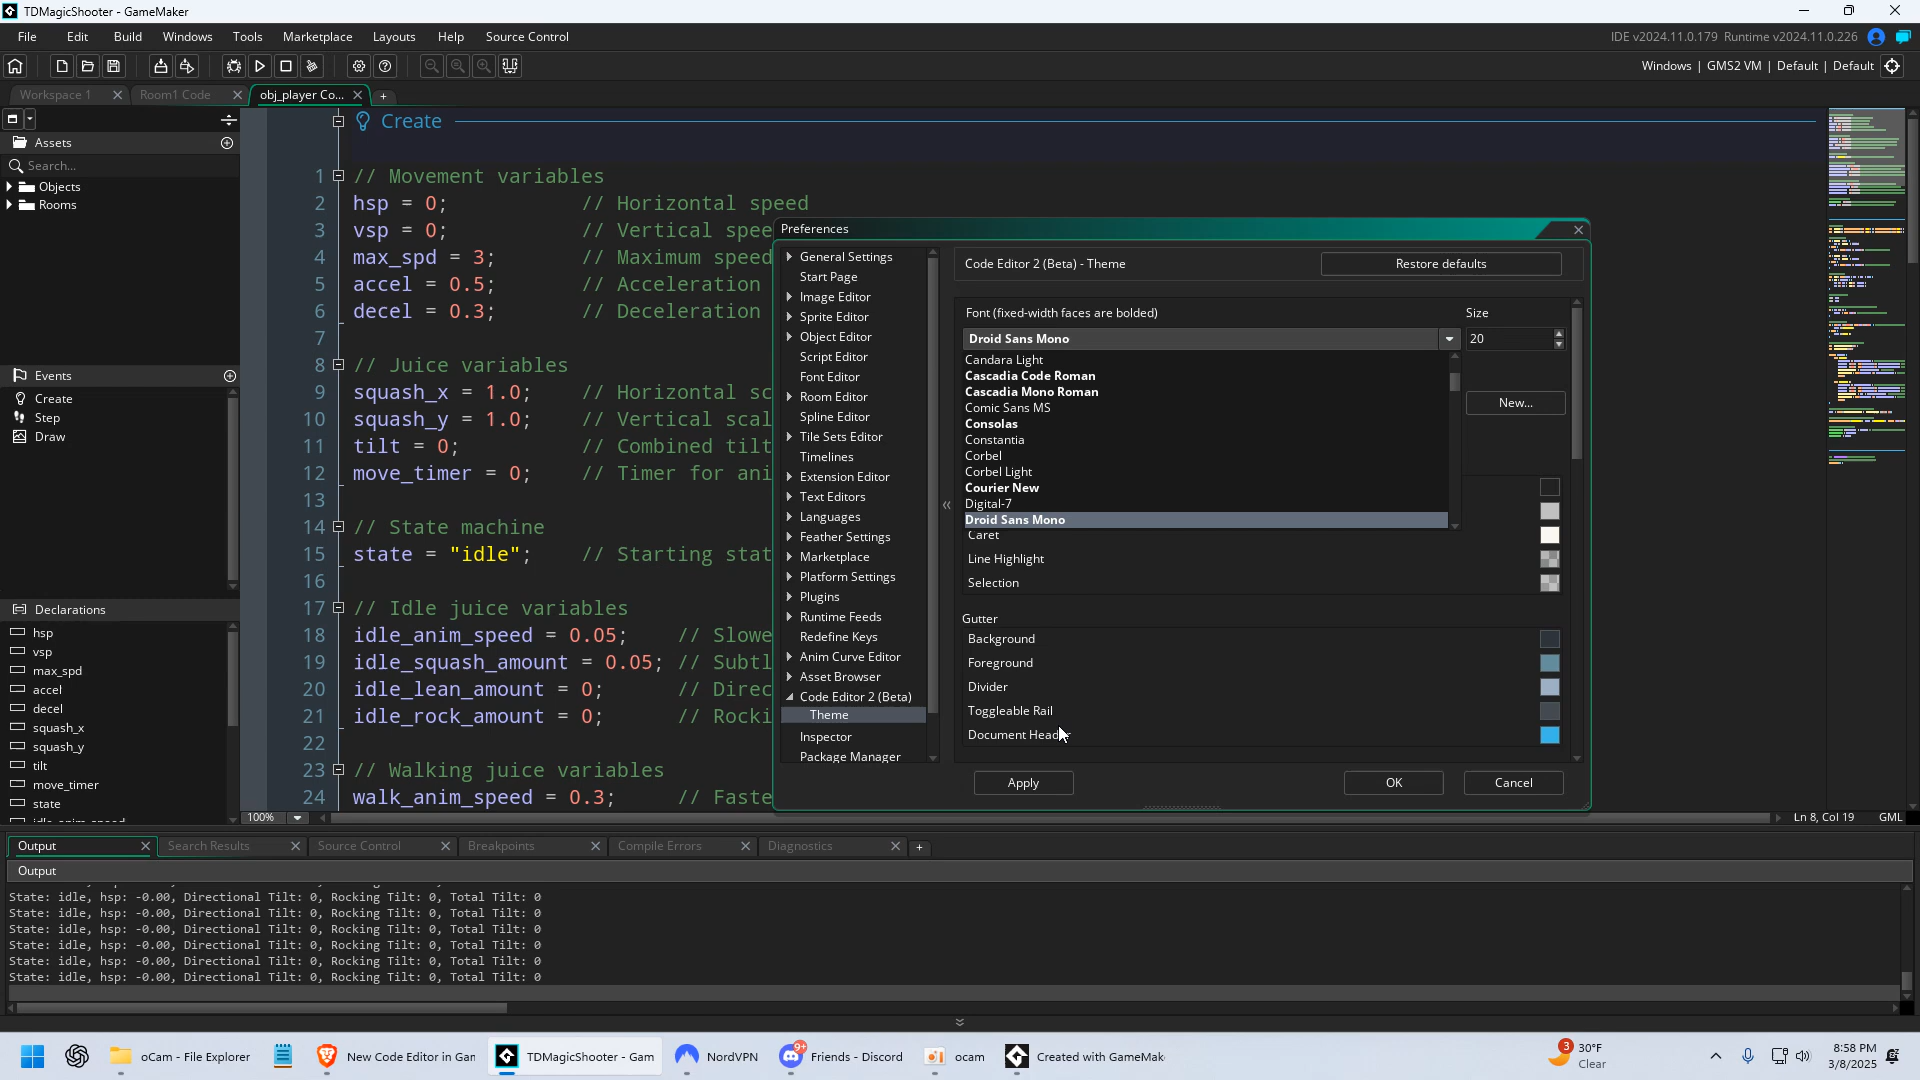 TDMagicShooter - GameMaker
File Edit Build Windows Tools Marketplace Layouts Help Source Control
IDE v2024.11.0.179 Runtime v2024.11.0.226
Windows | GMS2 VM | Default | Default
Workspace 1 Room1 Code obj_player Co...
Assets
Search...
Objects
Rooms
Events
Create
Step
Draw
Declarations
hsp
vsp
max_spd
accel
decel
squash_x
squash_y
tilt
move_timer
state
idle_anim_speed
Create
1 // Movement variables
2 hsp = 0; // Horizontal speed
3 vsp = 0; // Vertical spee
4 max_spd = 3; // Maximum speed
5 accel = 0.5; // Acceleration
6 decel = 0.3; // Deceleration
7
8 // Juice variables
9 squash_x = 1.0; // Horizontal sc
10 squash_y = 1.0; // Vertical scal
11 tilt = 0; // Combined tilt
12 move_timer = 0; // Timer for ani
13
14 // State machine
15 state = "idle"; // Starting stat
16
17 // Idle juice variables
18 idle_anim_speed = 0.05; // Slowe
19 idle_squash_amount = 0.05; // Subtl
20 idle_lean_amount = 0; // Direc
21 idle_rock_amount = 0; // Rocki
22
23 // Walking juice variables
24 walk_anim_speed = 0.3; // Faste
100%
Ln 8, Col 19 GML
Preferences
General Settings
Start Page
Image Editor
Sprite Editor
Object Editor
Script Editor
Font Editor
Room Editor
Spline Editor
Tile Sets Editor
Timelines
Extension Editor
Text Editors
Languages
Feather Settings
Marketplace
Platform Settings
Plugins
Runtime Feeds
Redefine Keys
Anim Curve Editor
Asset Browser
Code Editor 2 (Beta)
Theme
Inspector
Package Manager
Code Editor 2 (Beta) - Theme
Restore defaults
Font (fixed-width faces are bolded) Size
Droid Sans Mono 20
Candara Light
Cascadia Code Roman
Cascadia Mono Roman
Comic Sans MS
Consolas
Constantia
Corbel
Corbel Light
Courier New
Digital-7
Droid Sans Mono
New...
Caret
Line Highlight
Selection
Gutter
Background
Foreground
Divider
Toggleable Rail
Document Header
Apply OK Cancel
Output Search Results Source Control Breakpoints Compile Errors Diagnostics
Output
State: idle, hsp: -0.00, Directional Tilt: 0, Rocking Tilt: 0, Total Tilt: 0
State: idle, hsp: -0.00, Directional Tilt: 0, Rocking Tilt: 0, Total Tilt: 0
State: idle, hsp: -0.00, Directional Tilt: 0, Rocking Tilt: 0, Total Tilt: 0
State: idle, hsp: -0.00, Directional Tilt: 0, Rocking Tilt: 0, Total Tilt: 0
State: idle, hsp: -0.00, Directional Tilt: 0, Rocking Tilt: 0, Total Tilt: 0
State: idle, hsp: -0.00, Directional Tilt: 0, Rocking Tilt: 0, Total Tilt: 0
oCam - File Explorer New Code Editor in Gan TDMagicShooter - Gam NordVPN 9+ Friends - Discord ocam Created with GameMake
3 30°F
Clear
8:58 PM
3/8/2025